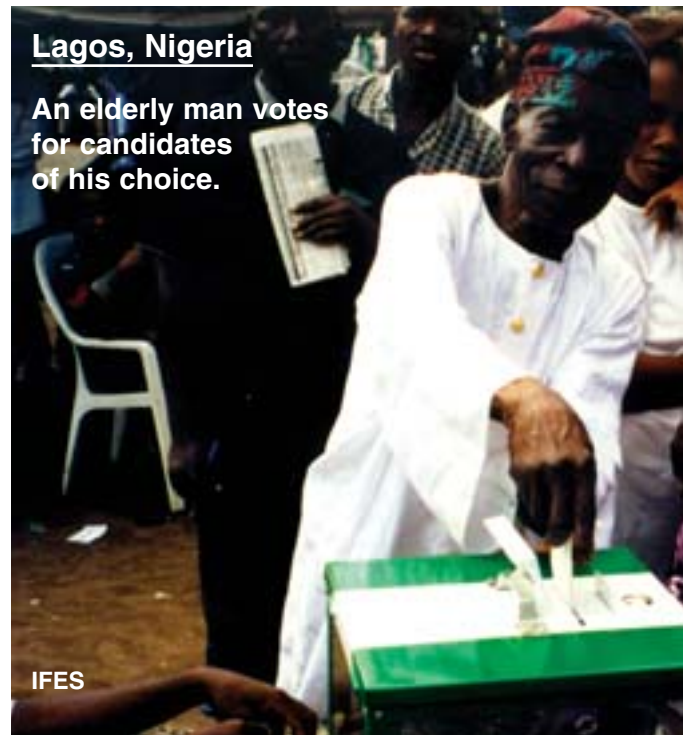 Lagos, Nigeria
An elderly man votes
for candidates
of his choice.
IFES